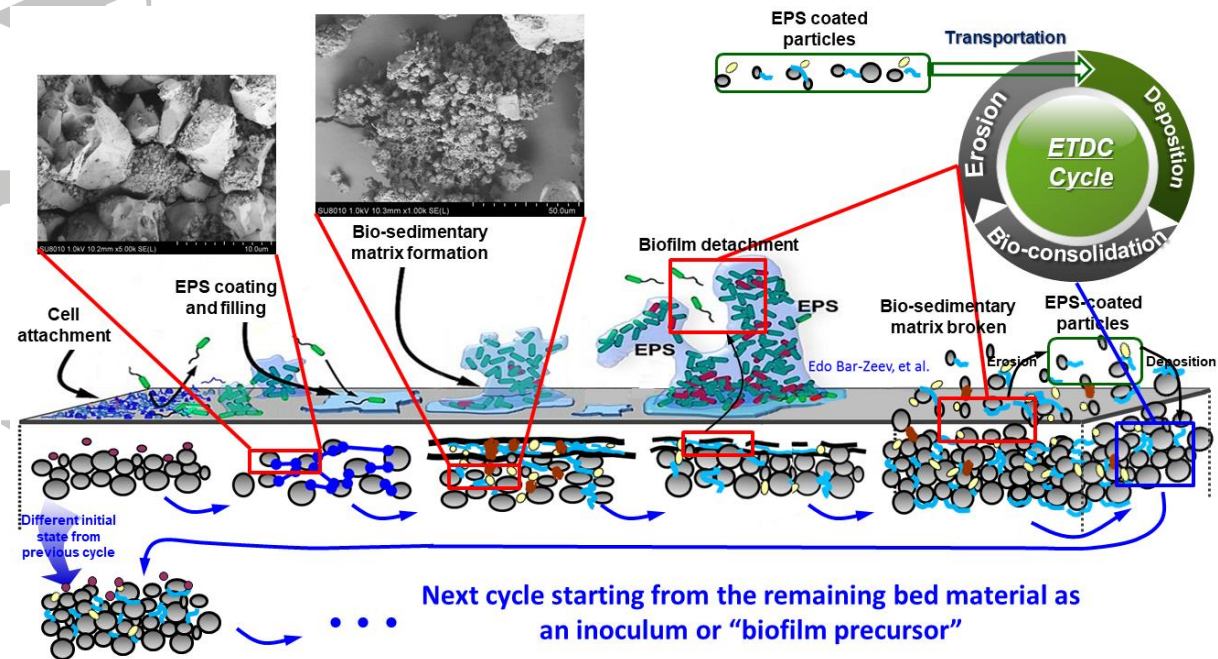 EPS coated
particles
Transportation
Erosion
Deposition
ETDC
Cycle
Bio-consolidation
SU8010 1.0kV 10.2mm x5.00k SE(L)
10.0um
SU8010 1.0kV 10.3mm x1.00k SE(L)
50.0um
Bio-sedimentary
matrix formation
Biofilm detachment
EPS coating
and filling
Cell
attachment
EPS
EPS
EPS
Bio-sedimentary
matrix broken
EPS-coated
particles
Erosion
Deposition
Edo Bar-Zeev, et al.
Different initial
state from
previous cycle
Next cycle starting from the remaining bed material as
an inoculum or “biofilm precursor”